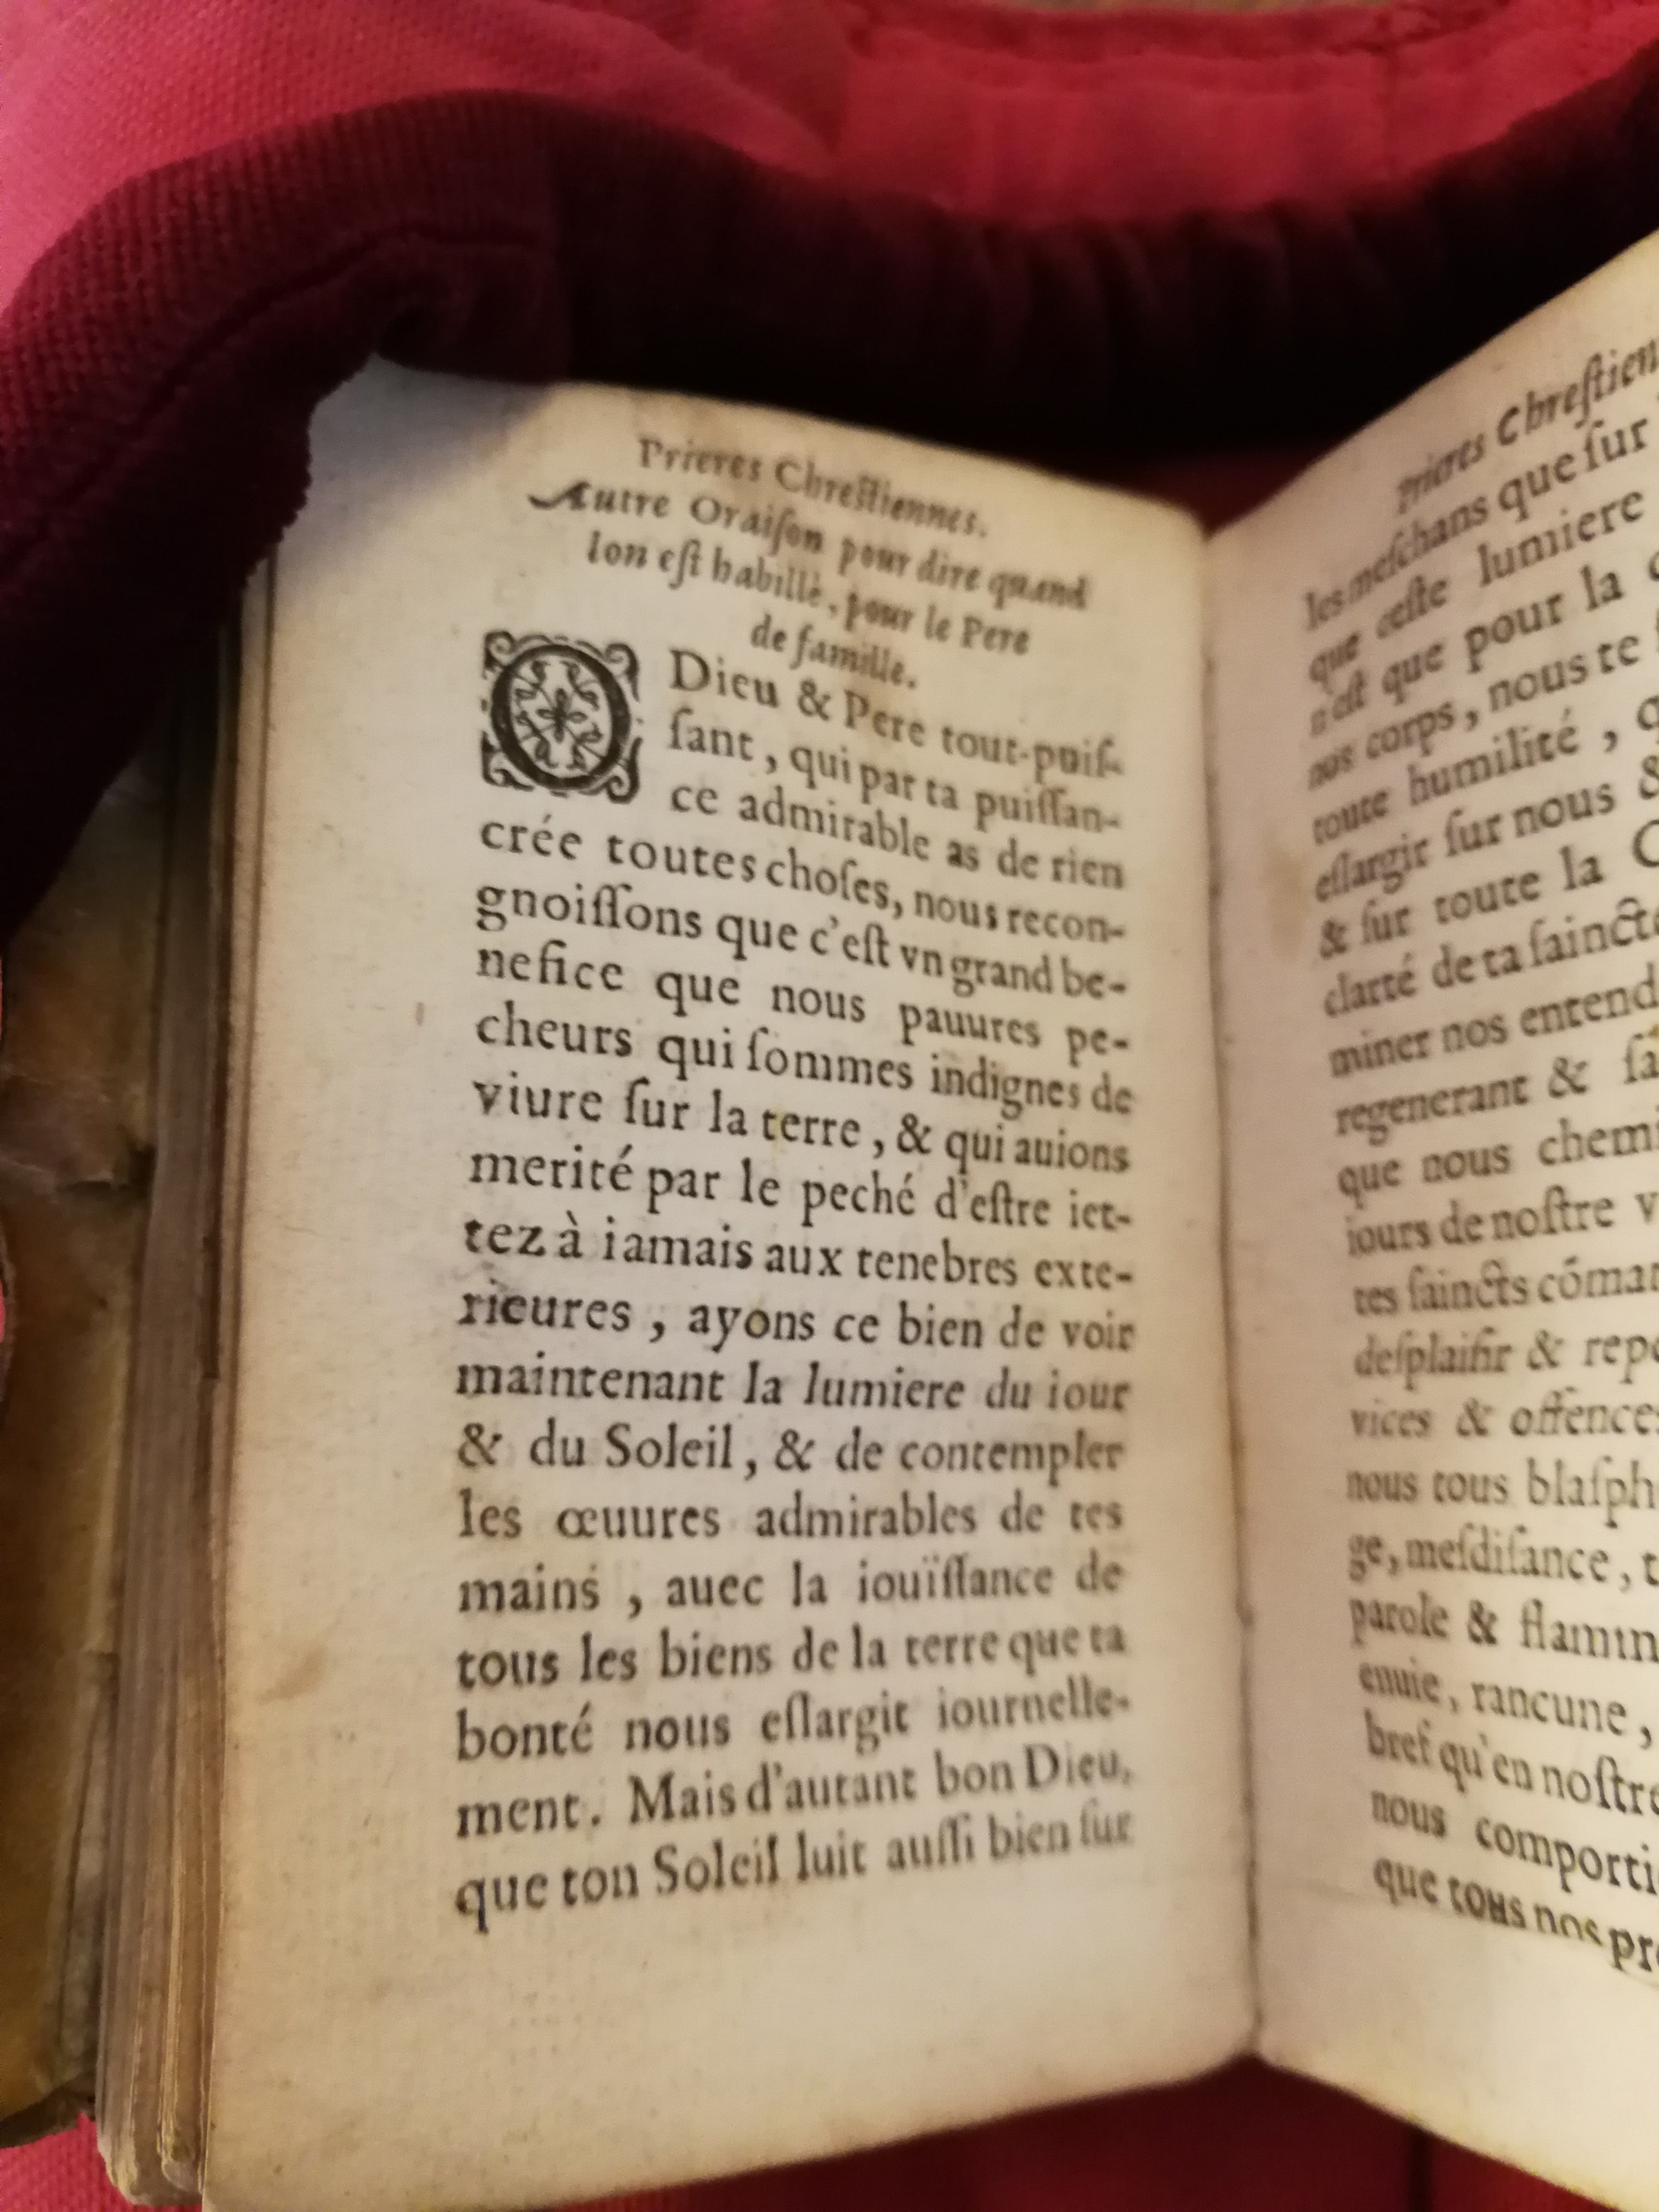 Prieres Chreſtiennes.
Autre Oraiſon pour dire quand
lon eſt habillé, pour le Pere
de famille.
O Dieu & Pere tout-puiſ-
ſant, qui par ta puiſſan-
ce admirable as de rien
crée toutes choſes, nous recon-
gnoiſſons que c'eſt vn grand be-
nefice que nous pauures pe-
cheurs qui ſommes indignes de
viure ſur la terre, & qui auions
merité par le peché d'eſtre iet-
tez à iamais aux tenebres exte-
rieures, ayons ce bien de voir
maintenant la lumiere du iour
& du Soleil, & de contempler
les œuures admirables de tes
mains, auec la iouïſſance de
tous les biens de la terre que ta
bonté nous eſlargit iournelle-
ment. Mais d'autant bon Dieu,
que ton Soleil luit auſſi bien ſur
Prieres Chreſtien
les meſchans que ſur
que ceſte lumiere
n'eſt que pour la
nos corps, nous te
toute humilité, q
eſlargir ſur nous &
& ſur toute la C
clarté de ta ſaincte
miner nos entend
regenerant & ſa
que nous chemi
iours de noſtre v
tes ſaincts cõmar
deſplaiſir & repe
vices & offences
nous tous blaſph
ge, meſdiſance, t
parole & flamin
enuie, rancune,
bref qu'en noſtre
nous comporti
que tous nos pr